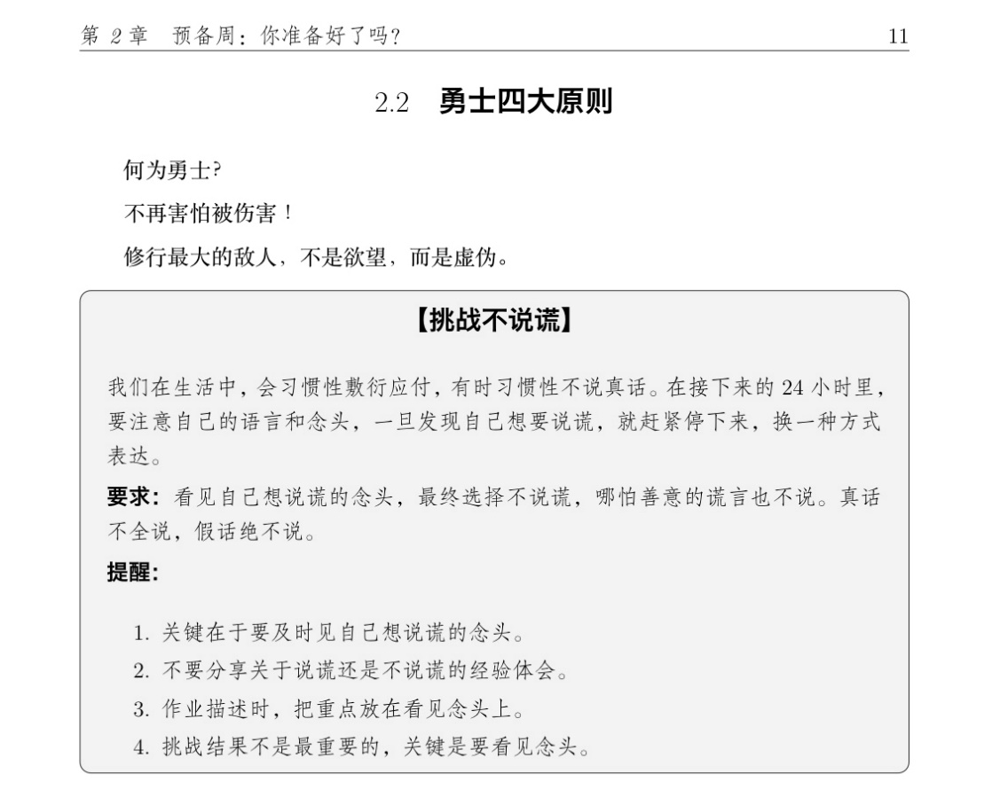 第 2 章 预备周：你准备好了吗？ 11
2.2 勇士四大原则
何为勇士？
不再害怕被伤害！
修行最大的敌人，不是欲望，而是虚伪。
【挑战不说谎】
我们在生活中，会习惯性敷衍应付，有时习惯性不说真话。在接下来的 24 小时里，
要注意自己的语言和念头，一旦发现自己想要说谎，就赶紧停下来，换一种方式
表达。
要求：看见自己想说谎的念头，最终选择不说谎，哪怕善意的谎言也不说。真话
不全说，假话绝不说。
提醒：
1. 关键在于要及时见自己想说谎的念头。
2. 不要分享关于说谎还是不说谎的经验体会。
3. 作业描述时，把重点放在看见念头上。
4. 挑战结果不是最重要的，关键是要看见念头。